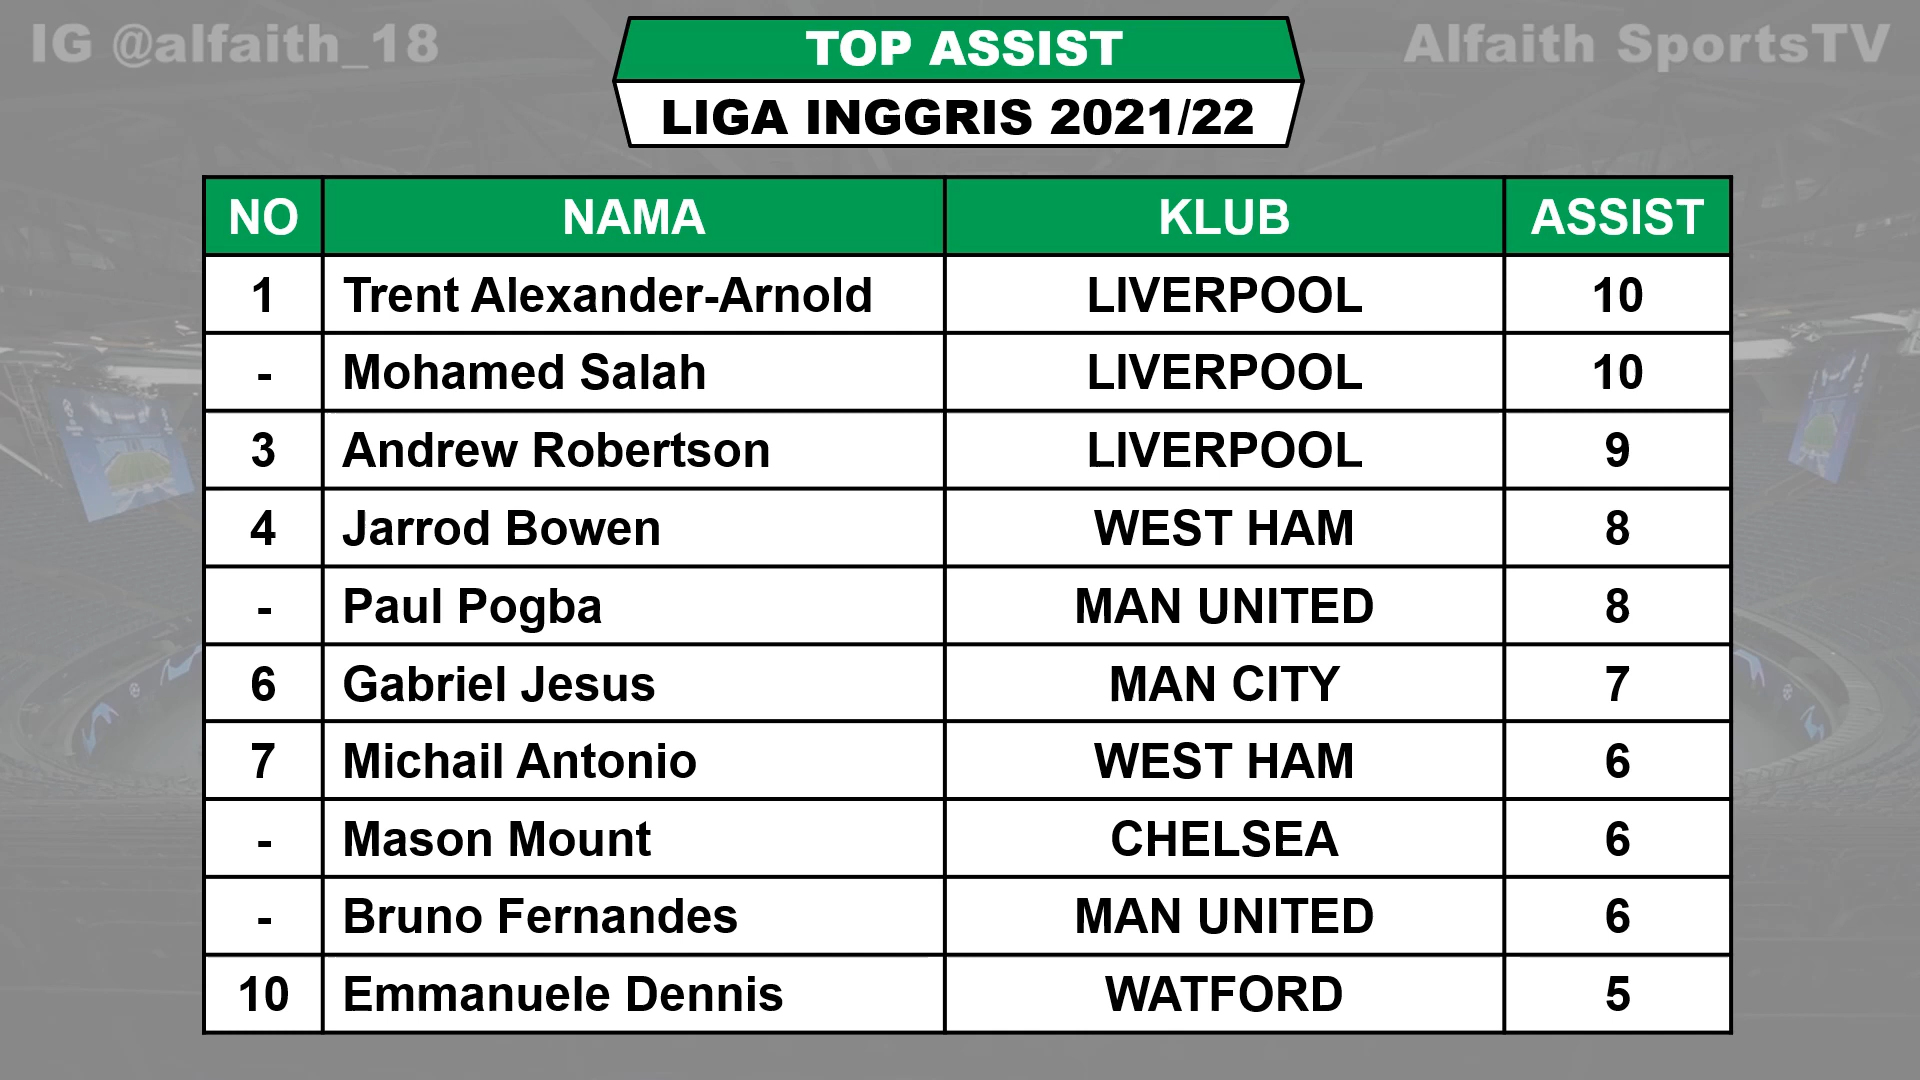 IG @alfaith_18
Alfaith SportsTV
TOP ASSIST
LIGA INGGRIS 2021/22
NO NAMA KLUB ASSIST
1 Trent Alexander-Arnold LIVERPOOL 10
- Mohamed Salah LIVERPOOL 10
3 Andrew Robertson LIVERPOOL 9
4 Jarrod Bowen WEST HAM 8
- Paul Pogba MAN UNITED 8
6 Gabriel Jesus MAN CITY 7
7 Michail Antonio WEST HAM 6
- Mason Mount CHELSEA 6
- Bruno Fernandes MAN UNITED 6
10 Emmanuele Dennis WATFORD 5